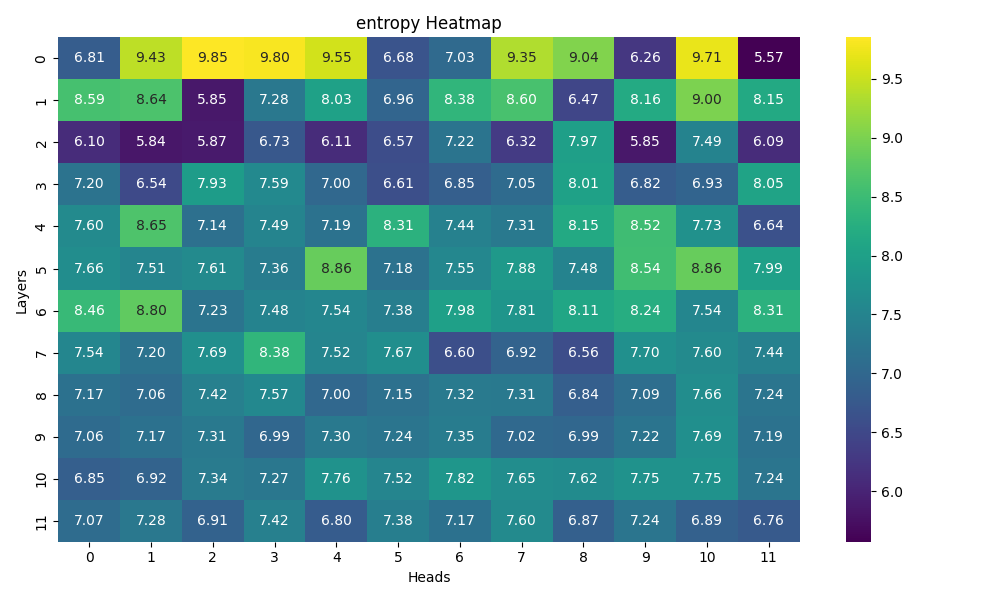 entropy Heatmap
0 6.81 9.43 9.85 9.80 9.55 6.68 7.03 9.35 9.04 6.26 9.71 5.57
1 8.59 8.64 5.85 7.28 8.03 6.96 8.38 8.60 6.47 8.16 9.00 8.15
2 6.10 5.84 5.87 6.73 6.11 6.57 7.22 6.32 7.97 5.85 7.49 6.09
3 7.20 6.54 7.93 7.59 7.00 6.61 6.85 7.05 8.01 6.82 6.93 8.05
4 7.60 8.65 7.14 7.49 7.19 8.31 7.44 7.31 8.15 8.52 7.73 6.64
5 7.66 7.51 7.61 7.36 8.86 7.18 7.55 7.88 7.48 8.54 8.86 7.99
6 8.46 8.80 7.23 7.48 7.54 7.38 7.98 7.81 8.11 8.24 7.54 8.31
7 7.54 7.20 7.69 8.38 7.52 7.67 6.60 6.92 6.56 7.70 7.60 7.44
8 7.17 7.06 7.42 7.57 7.00 7.15 7.32 7.31 6.84 7.09 7.66 7.24
9 7.06 7.17 7.31 6.99 7.30 7.24 7.35 7.02 6.99 7.22 7.69 7.19
10 6.85 6.92 7.34 7.27 7.76 7.52 7.82 7.65 7.62 7.75 7.75 7.24
11 7.07 7.28 6.91 7.42 6.80 7.38 7.17 7.60 6.87 7.24 6.89 6.76
0 1 2 3 4 5 6 7 8 9 10 11
Heads
Layers
9.5
9.0
8.5
8.0
7.5
7.0
6.5
6.0